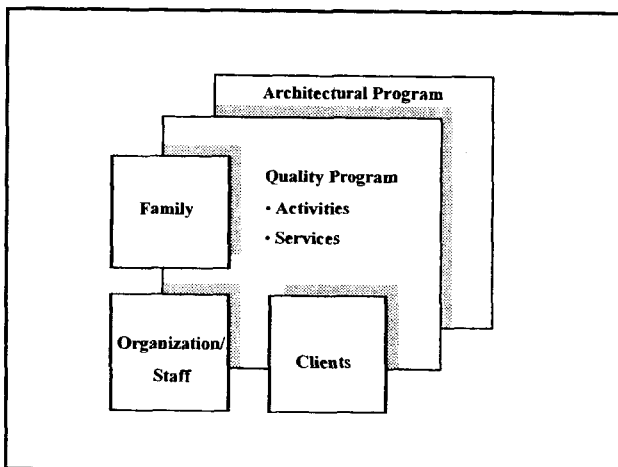 Architectural Program
Quality Program
• Activities
• Services
Family
Organization/
Staff
Clients